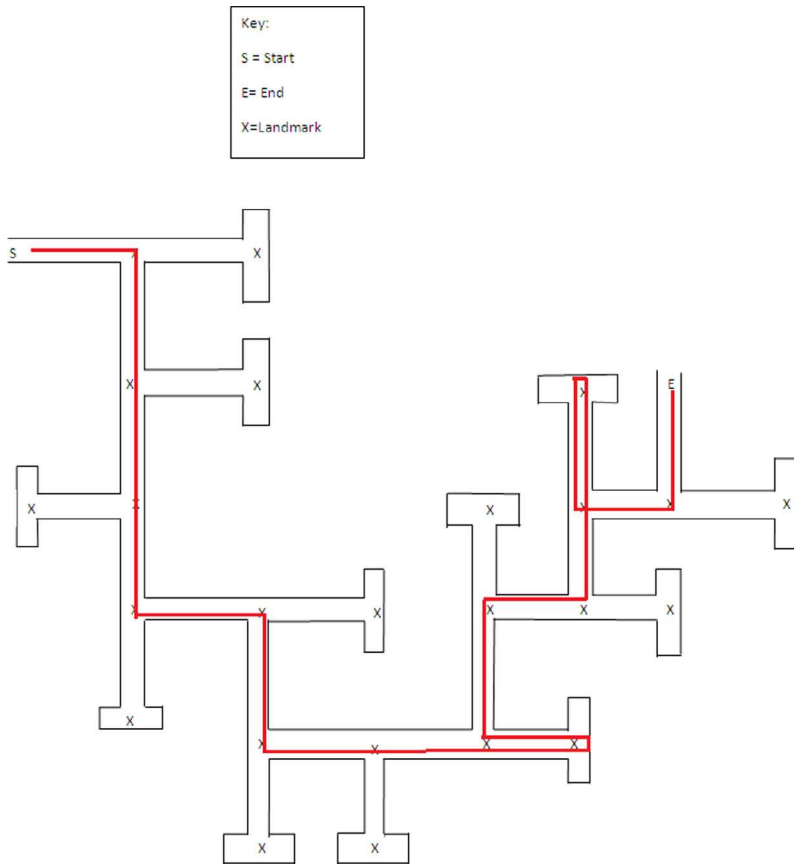 Key:
S = Start
E= End
X=Landmark
S X X
X X E
X
X X X X X X
X X X X X X
X
X X X X
X X